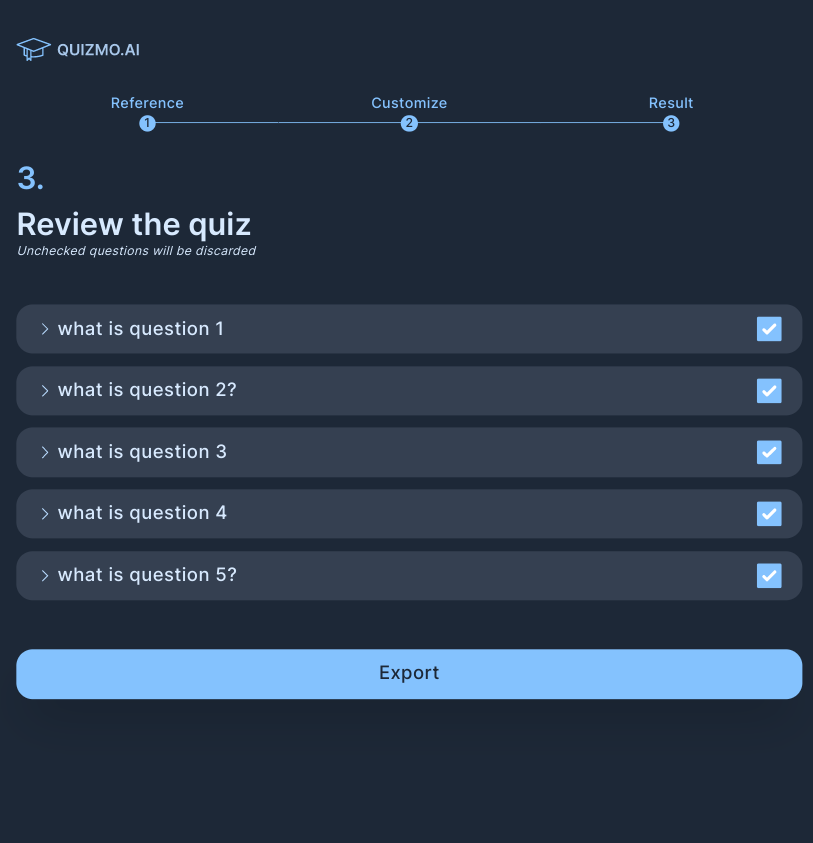 QUIZMO.AI
Reference Customize Result
1 2 3
3.
Review the quiz
Unchecked questions will be discarded
what is question 1
what is question 2?
what is question 3
what is question 4
what is question 5?
Export